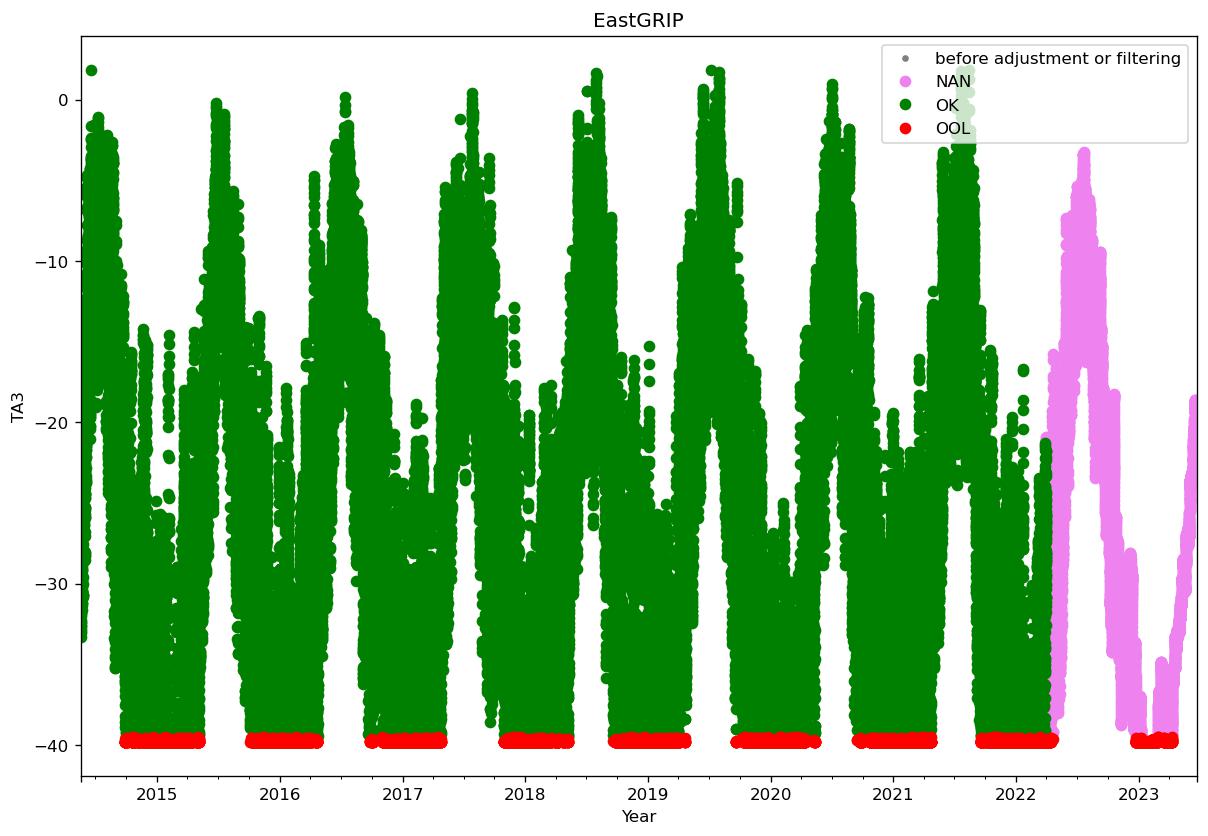 EastGRIP
before adjustment or filtering
NAN
OK
OOL
TA3
0
−10
−20
−30
−40
2015 2016 2017 2018 2019 2020 2021 2022 2023
Year